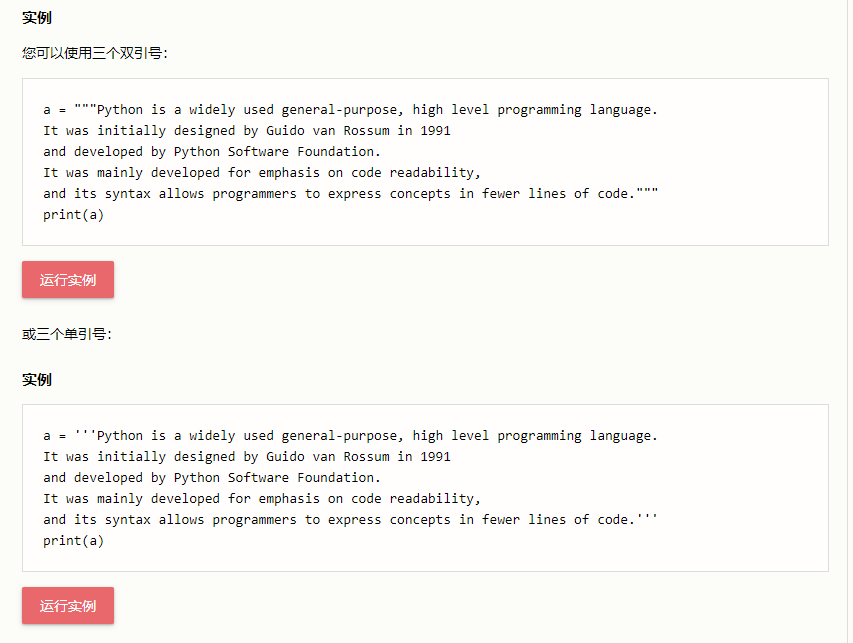 实例
您可以使用三个双引号：
a = """Python is a widely used general-purpose, high level programming language.
It was initially designed by Guido van Rossum in 1991
and developed by Python Software Foundation.
It was mainly developed for emphasis on code readability,
and its syntax allows programmers to express concepts in fewer lines of code."""
print(a)
运行实例
或三个单引号：
实例
a = '''Python is a widely used general-purpose, high level programming language.
It was initially designed by Guido van Rossum in 1991
and developed by Python Software Foundation.
It was mainly developed for emphasis on code readability,
and its syntax allows programmers to express concepts in fewer lines of code.'''
print(a)
运行实例